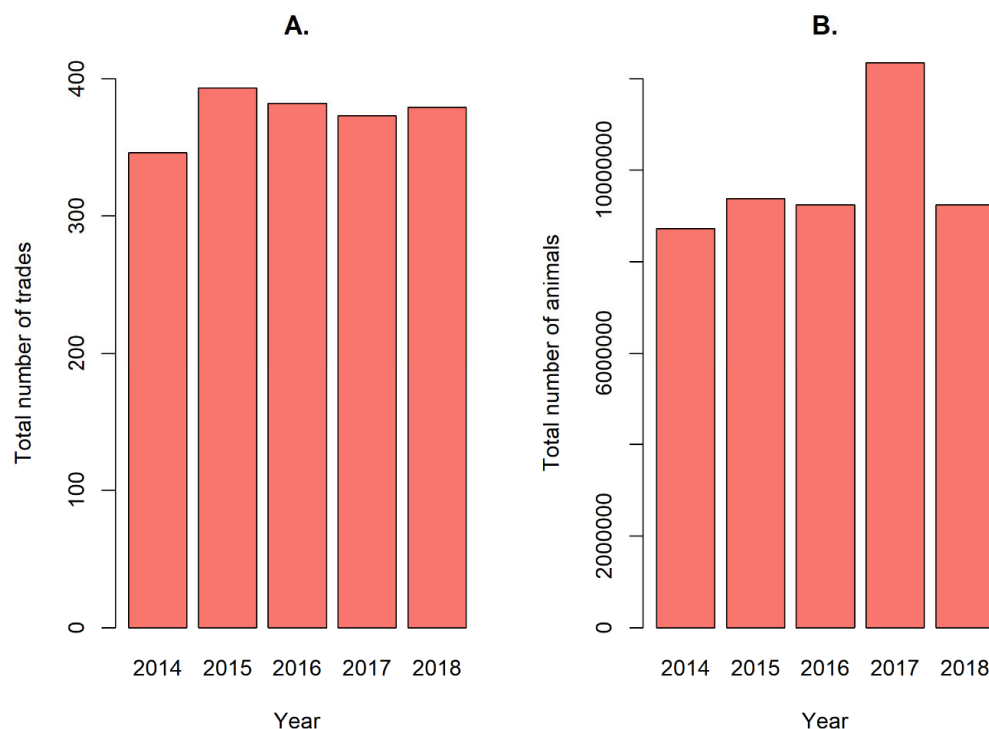 A.
Total number of trades
400
300
200
100
0
2014 2015 2016 2017 2018
Year
B.
Total number of animals
10000000
6000000
2000000
0
2014 2015 2016 2017 2018
Year